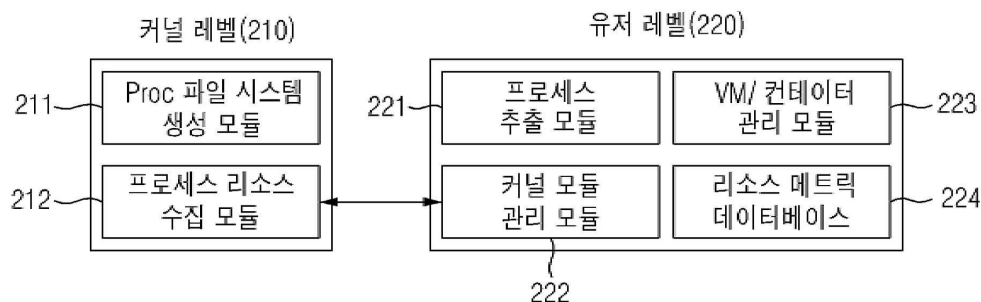 커널 레벨(210)
유저 레벨(220)
211
Proc 파일 시스템
생성 모듈
221
프로세스
추출 모듈
VM/ 컨테이터
관리 모듈
223
212
프로세스 리소스
수집 모듈
커널 모듈
관리 모듈
리소스 메트릭
데이터베이스
224
222